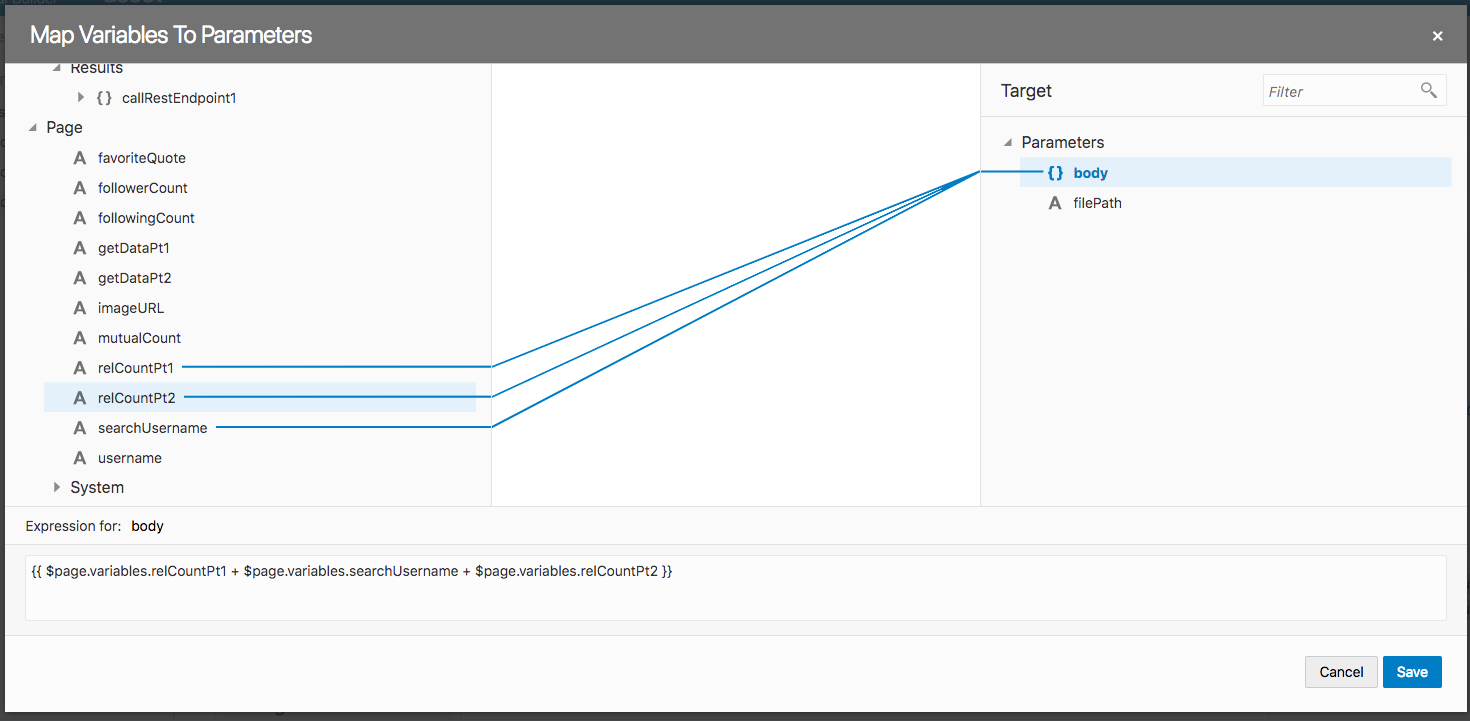 Map Variables To Parameters
×
Results
{} callRestEndpoint1
Page
A favoriteQuote
A followerCount
A followingCount
A getDataPt1
A getDataPt2
A imageURL
A mutualCount
A relCountPt1
A relCountPt2
A searchUsername
A username
System
Target
Filter
Parameters
{} body
A filePath
Expression for: body
{{ $page.variables.relCountPt1 + $page.variables.searchUsername + $page.variables.relCountPt2 }}
Cancel
Save